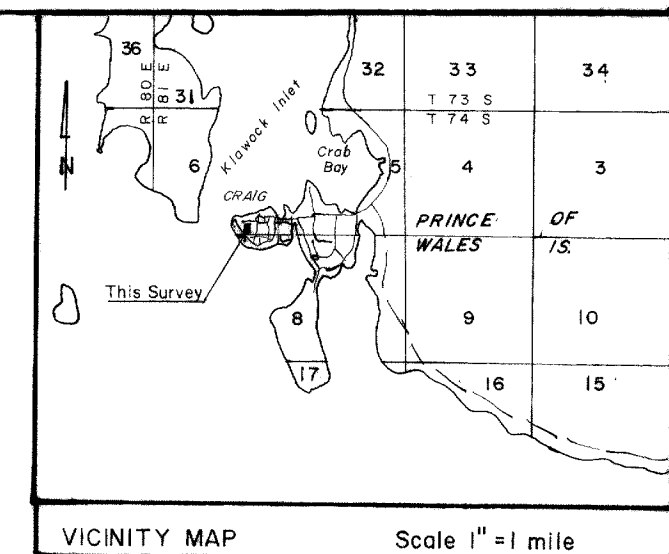 36
32 33 34
R 80 E
R 81 E
31
T 73 S
T 74 S
N
Klawock Inlet
6
Crab
Bay
5 4 3
CRAIG
PRINCE OF
WALES IS.
This Survey
8 9 10
17 16 15
VICINITY MAP Scale 1" = 1 mile